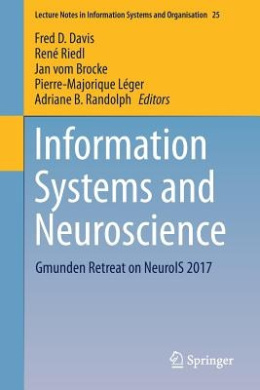 Lecture Notes in Information Systems and Organisation 25
Fred D. Davis
René Riedl
Jan vom Brocke
Pierre-Majorique Léger
Adriane B. Randolph Editors
Information
Systems and
Neuroscience
Gmunden Retreat on NeuroIS 2017
Springer